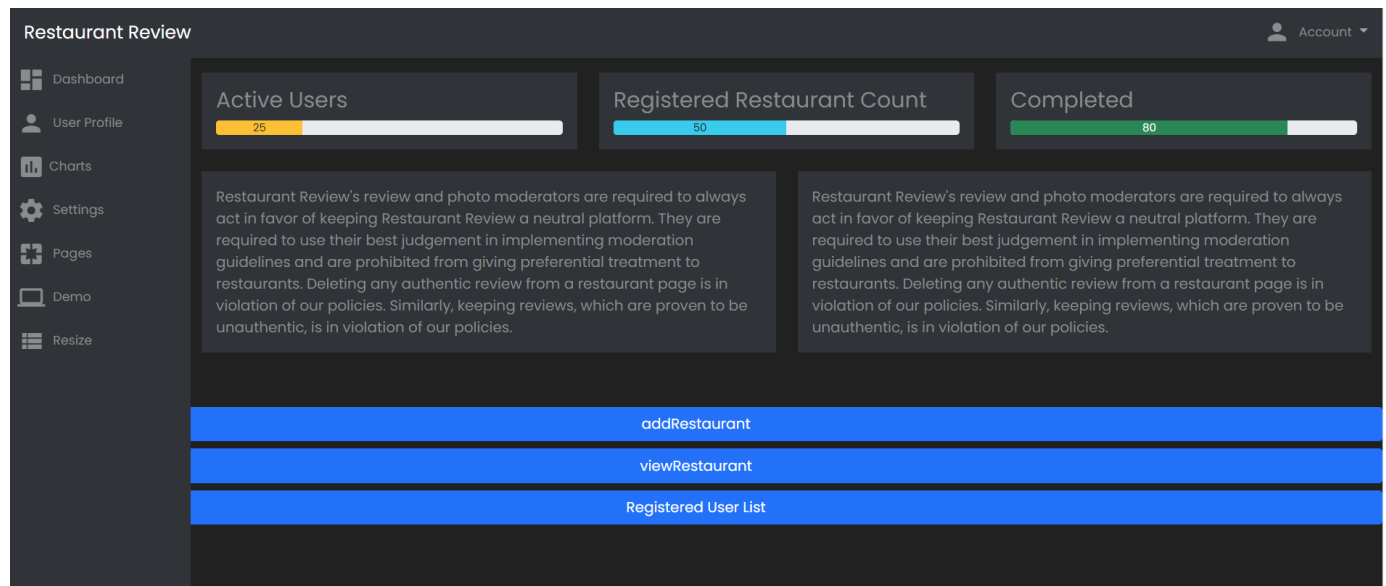 Restaurant Review
Account
Dashboard
User Profile
Charts
Settings
Pages
Demo
Resize
Active Users
25
Registered Restaurant Count
50
Completed
80
Restaurant Review's review and photo moderators are required to always
act in favor of keeping Restaurant Review a neutral platform. They are
required to use their best judgement in implementing moderation
guidelines and are prohibited from giving preferential treatment to
restaurants. Deleting any authentic review from a restaurant page is in
violation of our policies. Similarly, keeping reviews, which are proven to be
unauthentic, is in violation of our policies.
Restaurant Review's review and photo moderators are required to always
act in favor of keeping Restaurant Review a neutral platform. They are
required to use their best judgement in implementing moderation
guidelines and are prohibited from giving preferential treatment to
restaurants. Deleting any authentic review from a restaurant page is in
violation of our policies. Similarly, keeping reviews, which are proven to be
unauthentic, is in violation of our policies.
addRestaurant
viewRestaurant
Registered User List